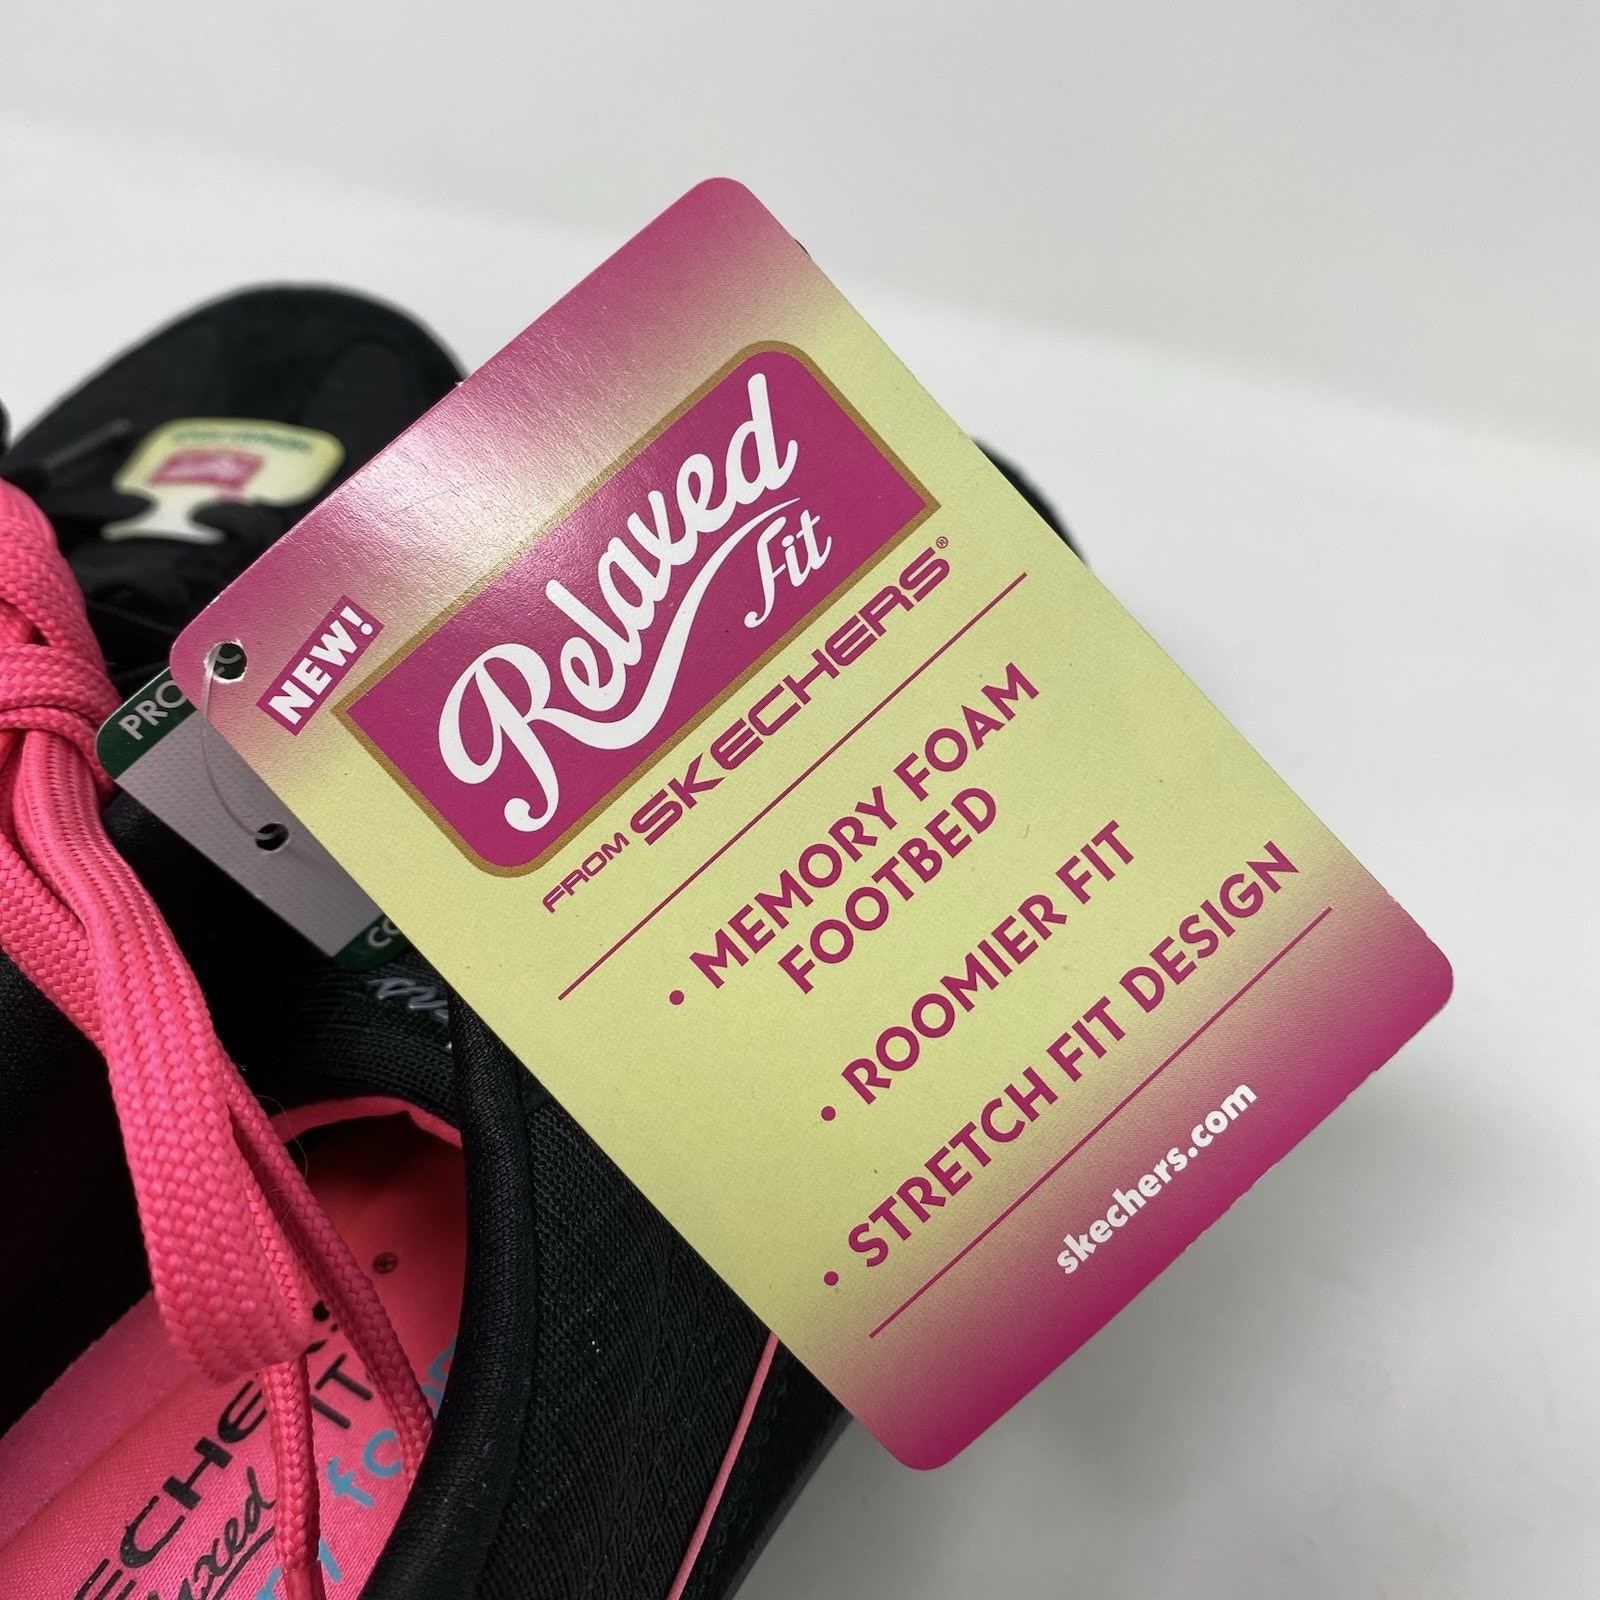 NEW!
Relaxed
Fit
FROM SKECHERS®
• MEMORY FOAM
FOOTBED
• ROOMIER FIT
• STRETCH FIT DESIGN
skechers.com